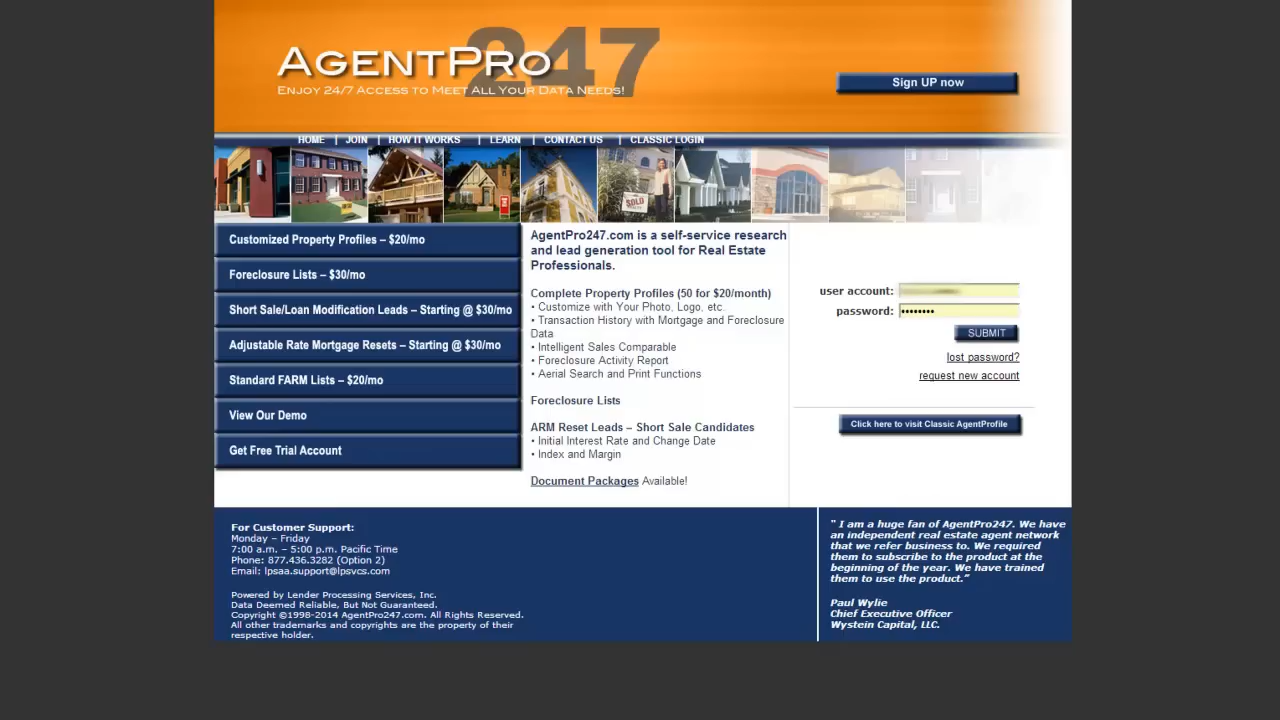 AGENTPRO 247
ENJOY 24/7 ACCESS TO MEET ALL YOUR DATA NEEDS!
Sign UP now
HOME | JOIN | HOW IT WORKS | LEARN | CONTACT US | CLASSIC LOGIN
SOLD
Customized Property Profiles – $20/mo
Foreclosure Lists – $30/mo
Short Sale/Loan Modification Leads – Starting @ $30/mo
Adjustable Rate Mortgage Resets – Starting @ $30/mo
Standard FARM Lists – $20/mo
View Our Demo
Get Free Trial Account
AgentPro247.com is a self-service research
and lead generation tool for Real Estate
Professionals.
Complete Property Profiles (50 for $20/month)
• Customize with Your Photo, Logo, etc.
• Transaction History with Mortgage and Foreclosure
Data
• Intelligent Sales Comparable
• Foreclosure Activity Report
• Aerial Search and Print Functions
Foreclosure Lists
ARM Reset Leads – Short Sale Candidates
• Initial Interest Rate and Change Date
• Index and Margin
Document Packages Available!
user account:
password: ••••••••
SUBMIT
lost password?
request new account
Click here to visit Classic AgentProfile
For Customer Support:
Monday – Friday
7:00 a.m. – 5:00 p.m. Pacific Time
Phone: 877.436.3282 (Option 2)
Email: lpsaa.support@lpsvcs.com
Powered by Lender Processing Services, Inc.
Data Deemed Reliable, But Not Guaranteed.
Copyright ©1998-2014 AgentPro247.com. All Rights Reserved.
All other trademarks and copyrights are the property of their
respective holder.
" I am a huge fan of AgentPro247. We have
an independent real estate agent network
that we refer business to. We required
them to subscribe to the product at the
beginning of the year. We have trained
them to use the product."
Paul Wylie
Chief Executive Officer
Wystein Capital, LLC.